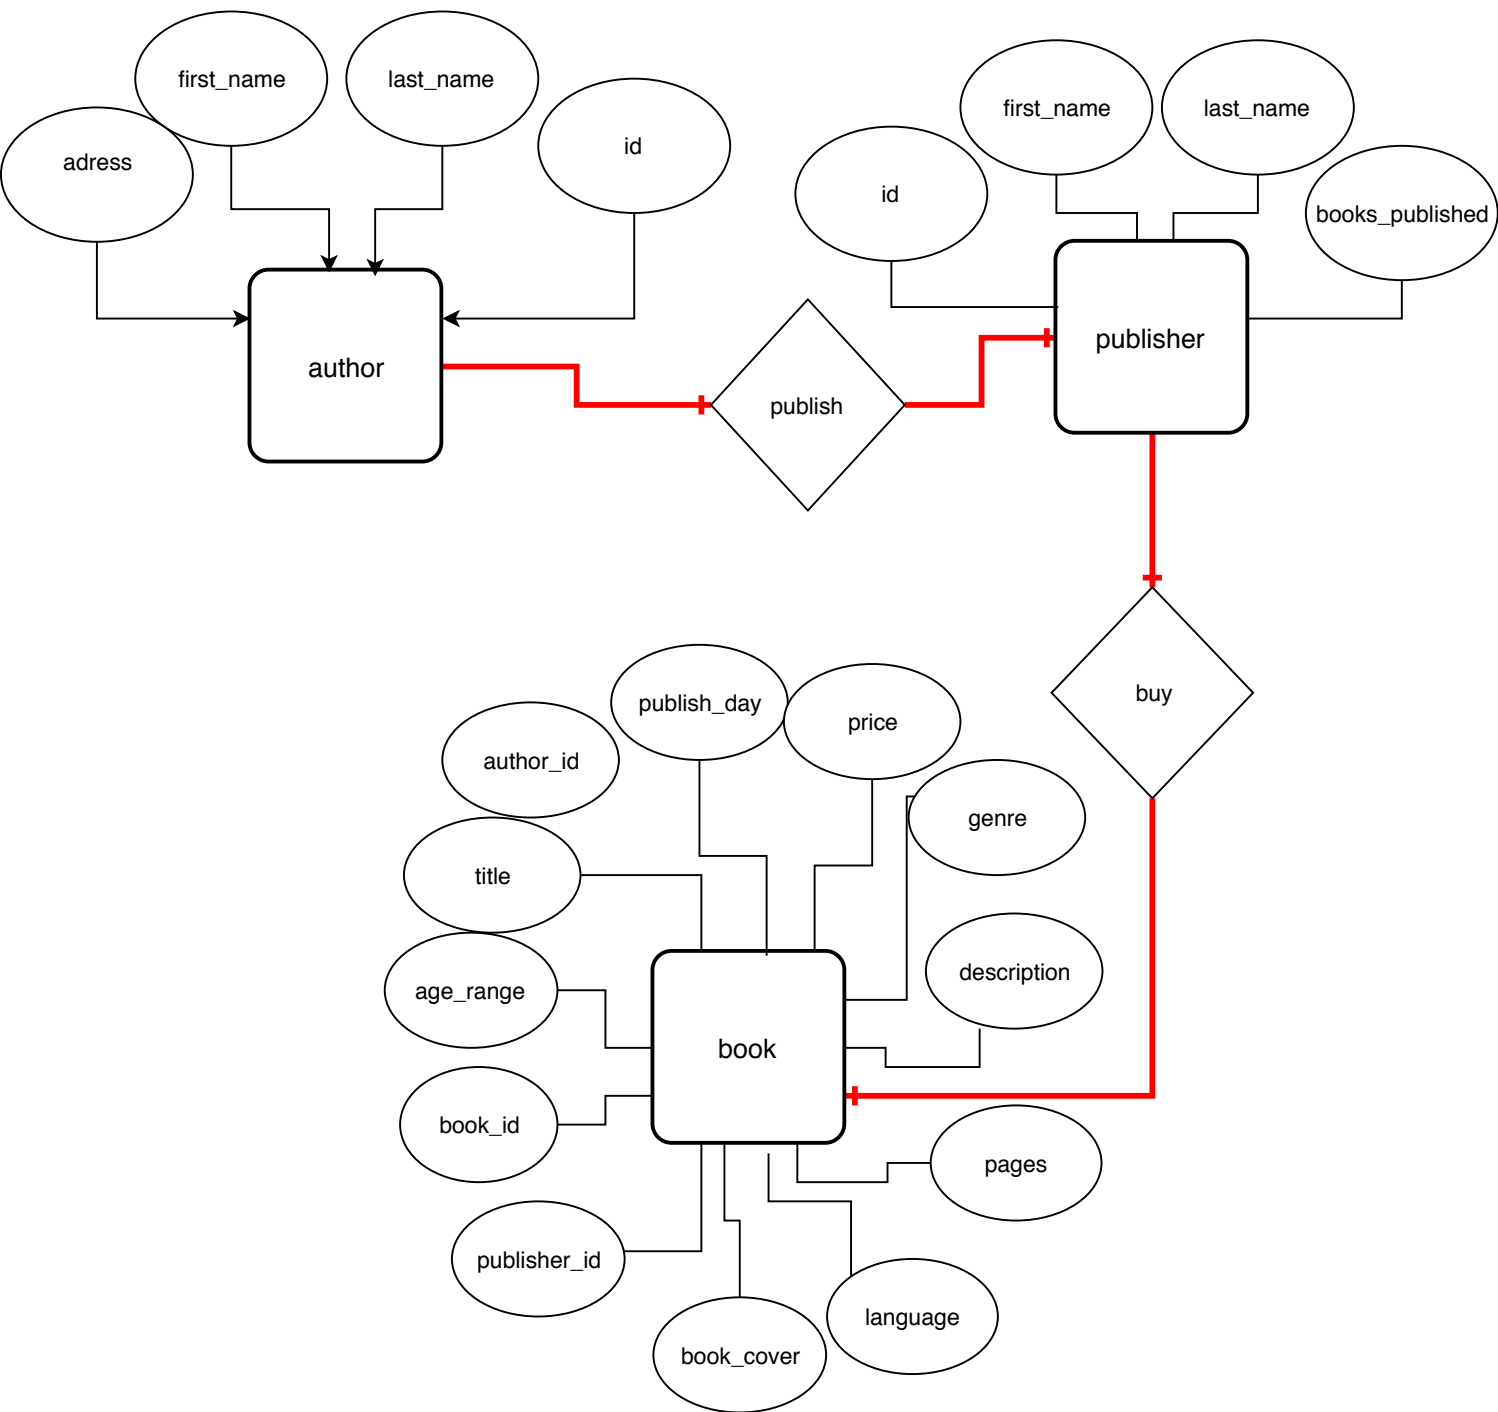 first_name
last_name
adress
id
first_name
last_name
id
books_published
author
publish
publisher
buy
publish_day
price
author_id
genre
title
description
age_range
book
book_id
pages
publisher_id
language
book_cover